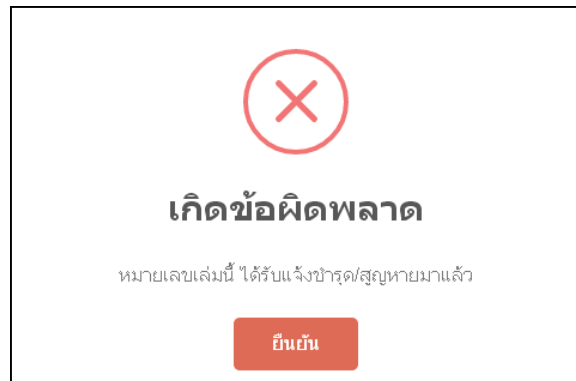 เกิดข้อผิดพลาด
หมายเลขเล่มนี้ ได้รับแจ้งชำรุด/สูญหายมาแล้ว
ยืนยัน